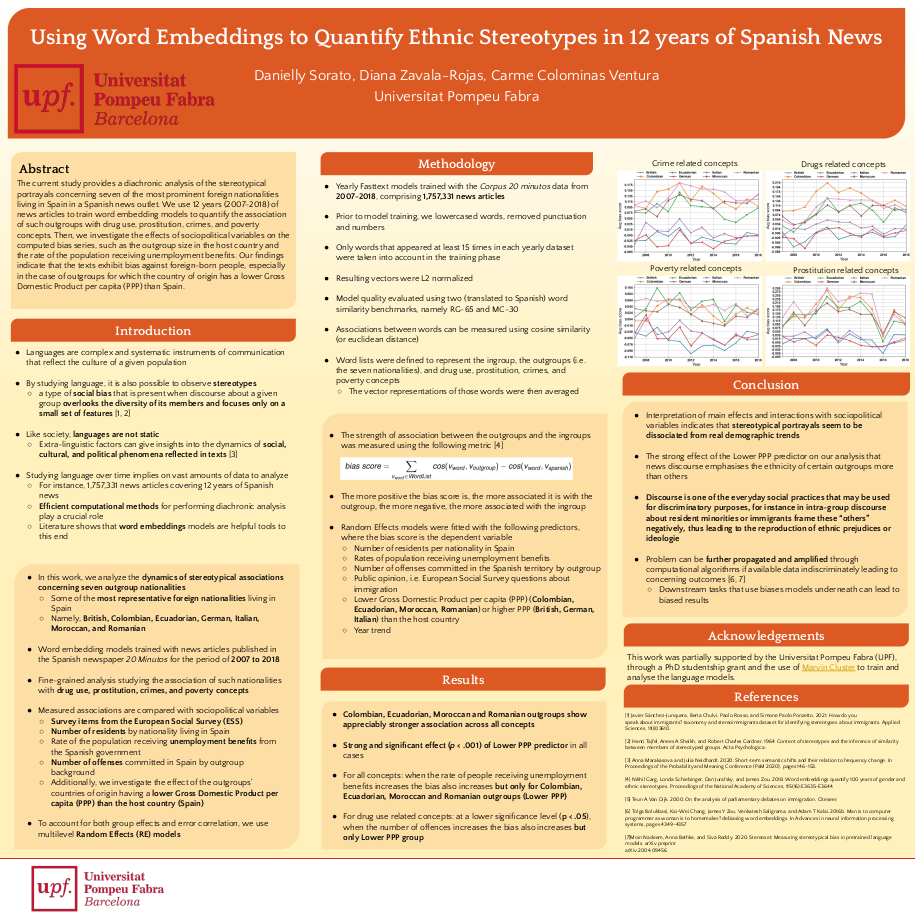 Using Word Embeddings to Quantify Ethnic Stereotypes in 12 years of Spanish News
Danielly Sorato, Diana Zavala-Rojas, Carme Colominas Ventura
Universitat Pompeu Fabra
upf. Universitat
Pompeu Fabra
Barcelona
Abstract
The current study provides a diachronic analysis of the stereotypical
portrayals concerning seven of the most prominent foreign nationalities
living in Spain in a Spanish news outlet. We use 12 years (2007-2018) of
news articles to train word embedding models to quantify the association
of such outgroups with drug use, prostitution, crimes, and poverty
concepts. Then, we investigate the effects of sociopolitical variables on the
computed bias series, such as the outgroup size in the host country and
the rate of the population receiving unemployment benefits. Our findings
indicate that the texts exhibit bias against foreign-born people, especially
in the case of outgroups for which the country of origin has a lower Gross
Domestic Product per capita (PPP) than Spain.
Introduction
● Languages are complex and systematic instruments of communication
that reflect the culture of a given population
● By studying language, it is also possible to observe stereotypes
○ a type of social bias that is present when discourse about a given
group overlooks the diversity of its members and focuses only on a
small set of features [1, 2]
● Like society, languages are not static
○ Extra-linguistic factors can give insights into the dynamics of social,
cultural, and political phenomena reflected in texts [3]
● Studying language over time implies on vast amounts of data to analyze
○ For instance, 1,757,331 news articles covering 12 years of Spanish
news
○ Efficient computational methods for performing diachronic analysis
play a crucial role
○ Literature shows that word embeddings models are helpful tools to
this end
● In this work, we analyze the dynamics of stereotypical associations
concerning seven outgroup nationalities
○ Some of the most representative foreign nationalities living in
Spain
○ Namely, British, Colombian, Ecuadorian, German, Italian,
Moroccan, and Romanian
● Word embedding models trained with news articles published in
the Spanish newspaper 20 Minutos for the period of 2007 to 2018
● Fine-grained analysis studying the association of such nationalities
with drug use, prostitution, crimes, and poverty concepts
● Measured associations are compared with sociopolitical variables
○ Survey items from the European Social Survey (ESS)
○ Number of residents by nationality living in Spain
○ Rate of the population receiving unemployment benefits from
the Spanish government
○ Number of offences committed in Spain by outgroup
background
○ Additionally, we investigate the effect of the outgroups'
countries of origin having a lower Gross Domestic Product per
capita (PPP) than the host country (Spain)
● To account for both group effects and error correlation, we use
multilevel Random Effects (RE) models
Methodology
● Yearly Fasttext models trained with the Corpus 20 minutos data from
2007-2018, comprising 1,757,331 news articles
● Prior to model training, we lowercased words, removed punctuation
and numbers
● Only words that appeared at least 15 times in each yearly dataset
were taken into account in the training phase
● Resulting vectors were L2 normalized
● Model quality evaluated using two (translated to Spanish) word
similarity benchmarks, namely RG-65 and MC-30
● Associations between words can be measured using cosine similarity
(or euclidean distance)
● Word lists were defined to represent the ingroup, the outgroups (i.e.
the seven nationalities), and drug use, prostitution, crimes, and
poverty concepts
○ The vector representations of those words were then averaged
● The strength of association between the outgroups and the ingroups
was measured using the following metric [4]
bias score = ∑ cos(v_word, v_outgroup) − cos(v_word, v_spanish)
v_word∈WordList
● The more positive the bias score is, the more associated it is with the
outgroup, the more negative, the more associated with the ingroup
● Random Effects models were fitted with the following predictors,
where the bias score is the dependent variable
○ Number of residents per nationality in Spain
○ Rates of population receiving unemployment benefits
○ Number of offenses committed in the Spanish territory by outgroup
○ Public opinion, i.e. European Social Survey questions about
immigration
○ Lower Gross Domestic Product per capita (PPP) (Colombian,
Ecuadorian, Moroccan, Romanian) or higher PPP (British, German,
Italian) than the host country
○ Year trend
Results
● Colombian, Ecuadorian, Moroccan and Romanian outgroups show
appreciably stronger association across all concepts
● Strong and significant effect (p < .001) of Lower PPP predictor in all
cases
● For all concepts: when the rate of people receiving unemployment
benefits increases the bias also increases but only for Colombian,
Ecuadorian, Moroccan and Romanian outgroups (Lower PPP)
● For drug use related concepts: at a lower significance level (p < .05),
when the number of offences increases the bias also increases but
only Lower PPP group
Crime related concepts
Drugs related concepts
Poverty related concepts
Prostitution related concepts
Conclusion
● Interpretation of main effects and interactions with sociopolitical
variables indicates that stereotypical portrayals seem to be
dissociated from real demographic trends
● The strong effect of the Lower PPP predictor on our analysis that
news discourse emphasises the ethnicity of certain outgroups more
than others
● Discourse is one of the everyday social practices that may be used
for discriminatory purposes, for instance in intra-group discourse
about resident minorities or immigrants frame these "others"
negatively, thus leading to the reproduction of ethnic prejudices or
ideologie
● Problem can be further propagated and amplified through
computational algorithms if available data indiscriminately leading to
concerning outcomes [6, 7]
○ Downstream tasks that use biases models underneath can lead to
biased results
Acknowledgements
This work was partially supported by the Universitat Pompeu Fabra (UPF),
through a PhD studentship grant and the use of Marvin Cluster to train and
analyse the language models.
References
[1] Javier Sánchez-Junquera, Berta Chulvi, Paolo Rosso, and Simone Paolo Ponzetto. 2021. How do you
speak about immigrants? taxonomy and stereoimmigrants dataset for identifying stereotypes about immigrants. Applied
Sciences, 11(8):3610.
[2] Henri Tajfel, Anees A Sheikh, and Robert Charles Gardner. 1964. Content of stereotypes and the inference of similarity
between members of stereotyped groups. Acta Psychologica.
[3] Anna Marakasova and Julia Neidhardt. 2020. Short-term semantic shifts and their relation to frequency change. In
Proceedings of the Probability and Meaning Conference (PaM 2020), pages 146-153.
[4] Nikhil Garg, Londa Schiebinger, Dan Jurafsky, and James Zou. 2018. Word embeddings quantify 100 years of gender and
ethnic stereotypes. Proceedings of the National Academy of Sciences, 115(16):E3635-E3644
[5] Teun A Van Dijk. 2000. On the analysis of parliamentary debates on immigration. Citeseer.
[6] Tolga Bolukbasi, Kai-Wei Chang, James Y Zou, Venkatesh Saligrama, and Adam T Kalai. 2016b. Man is to computer
programmer as woman is to homemaker? debiasing word embeddings. In Advances in neural information processing
systems, pages 4349-4357
[7] Moin Nadeem, Anna Bethke, and Siva Reddy. 2020. Stereoset: Measuring stereotypical bias in pretrained language
models. arXiv preprint
arXiv:2004.09456
upf. Universitat
Pompeu Fabra
Barcelona